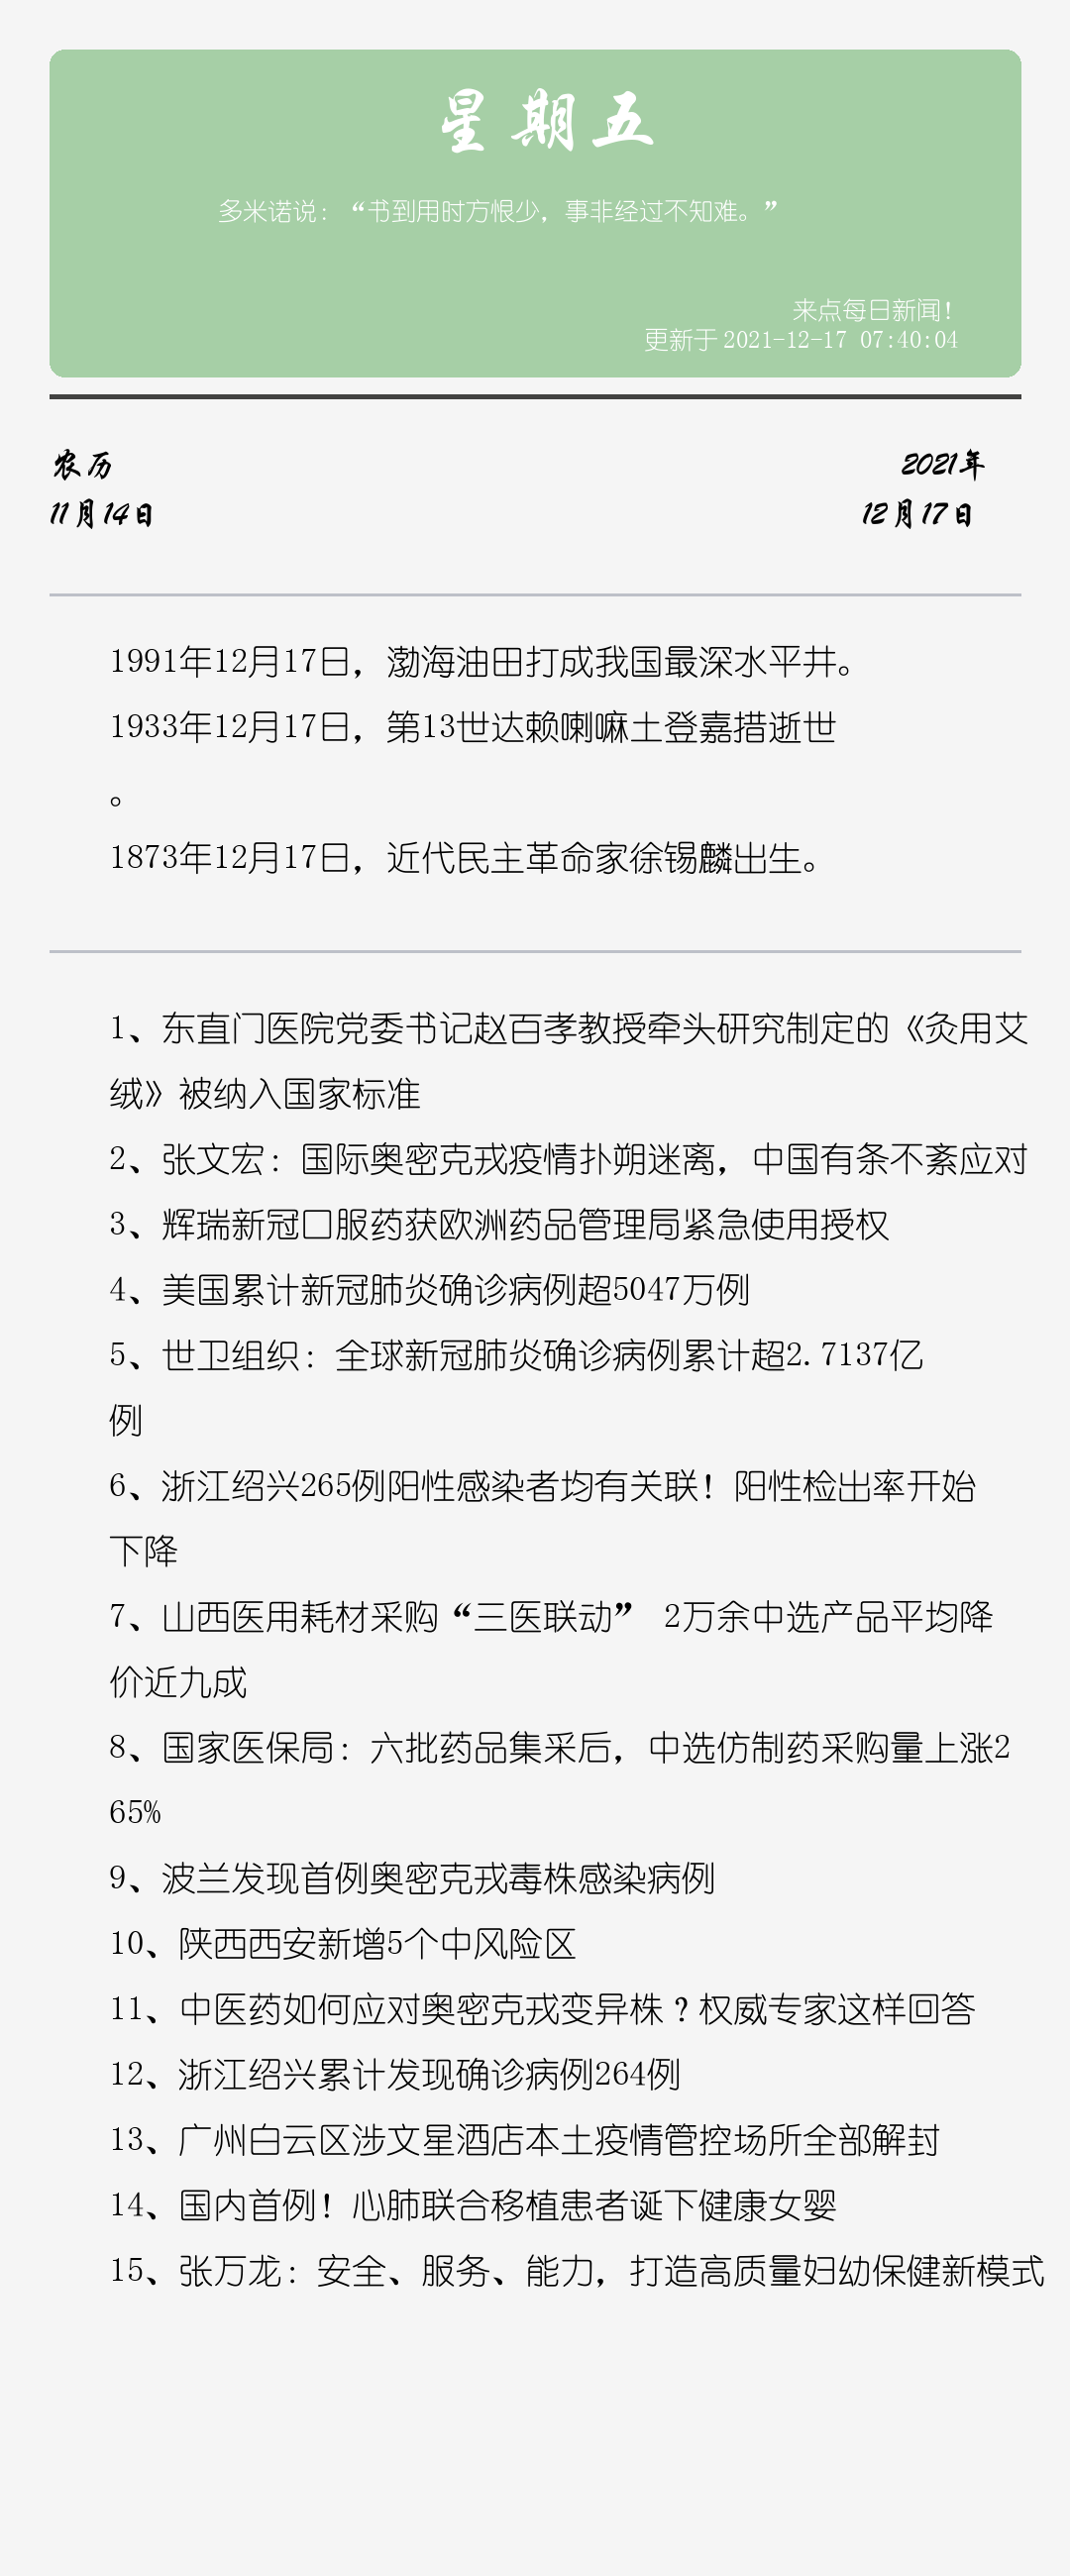 星期五
多米诺说：“书到用时方恨少，事非经过不知难。”
来点每日新闻！
更新于 2021-12-17 07:40:04
农历
2021年
11月14日
12月17日
1991年12月17日，渤海油田打成我国最深水平井。
1933年12月17日，第13世达赖喇嘛土登嘉措逝世
。
1873年12月17日，近代民主革命家徐锡麟出生。
1、东直门医院党委书记赵百孝教授牵头研究制定的《灸用艾
绒》被纳入国家标准
2、张文宏：国际奥密克戎疫情扑朔迷离，中国有条不紊应对
3、辉瑞新冠口服药获欧洲药品管理局紧急使用授权
4、美国累计新冠肺炎确诊病例超5047万例
5、世卫组织：全球新冠肺炎确诊病例累计超2.7137亿
例
6、浙江绍兴265例阳性感染者均有关联！阳性检出率开始
下降
7、山西医用耗材采购“三医联动” 2万余中选产品平均降
价近九成
8、国家医保局：六批药品集采后，中选仿制药采购量上涨2
65%
9、波兰发现首例奥密克戎毒株感染病例
10、陕西西安新增5个中风险区
11、中医药如何应对奥密克戎变异株？权威专家这样回答
12、浙江绍兴累计发现确诊病例264例
13、广州白云区涉文星酒店本土疫情管控场所全部解封
14、国内首例！心肺联合移植患者诞下健康女婴
15、张万龙：安全、服务、能力，打造高质量妇幼保健新模式